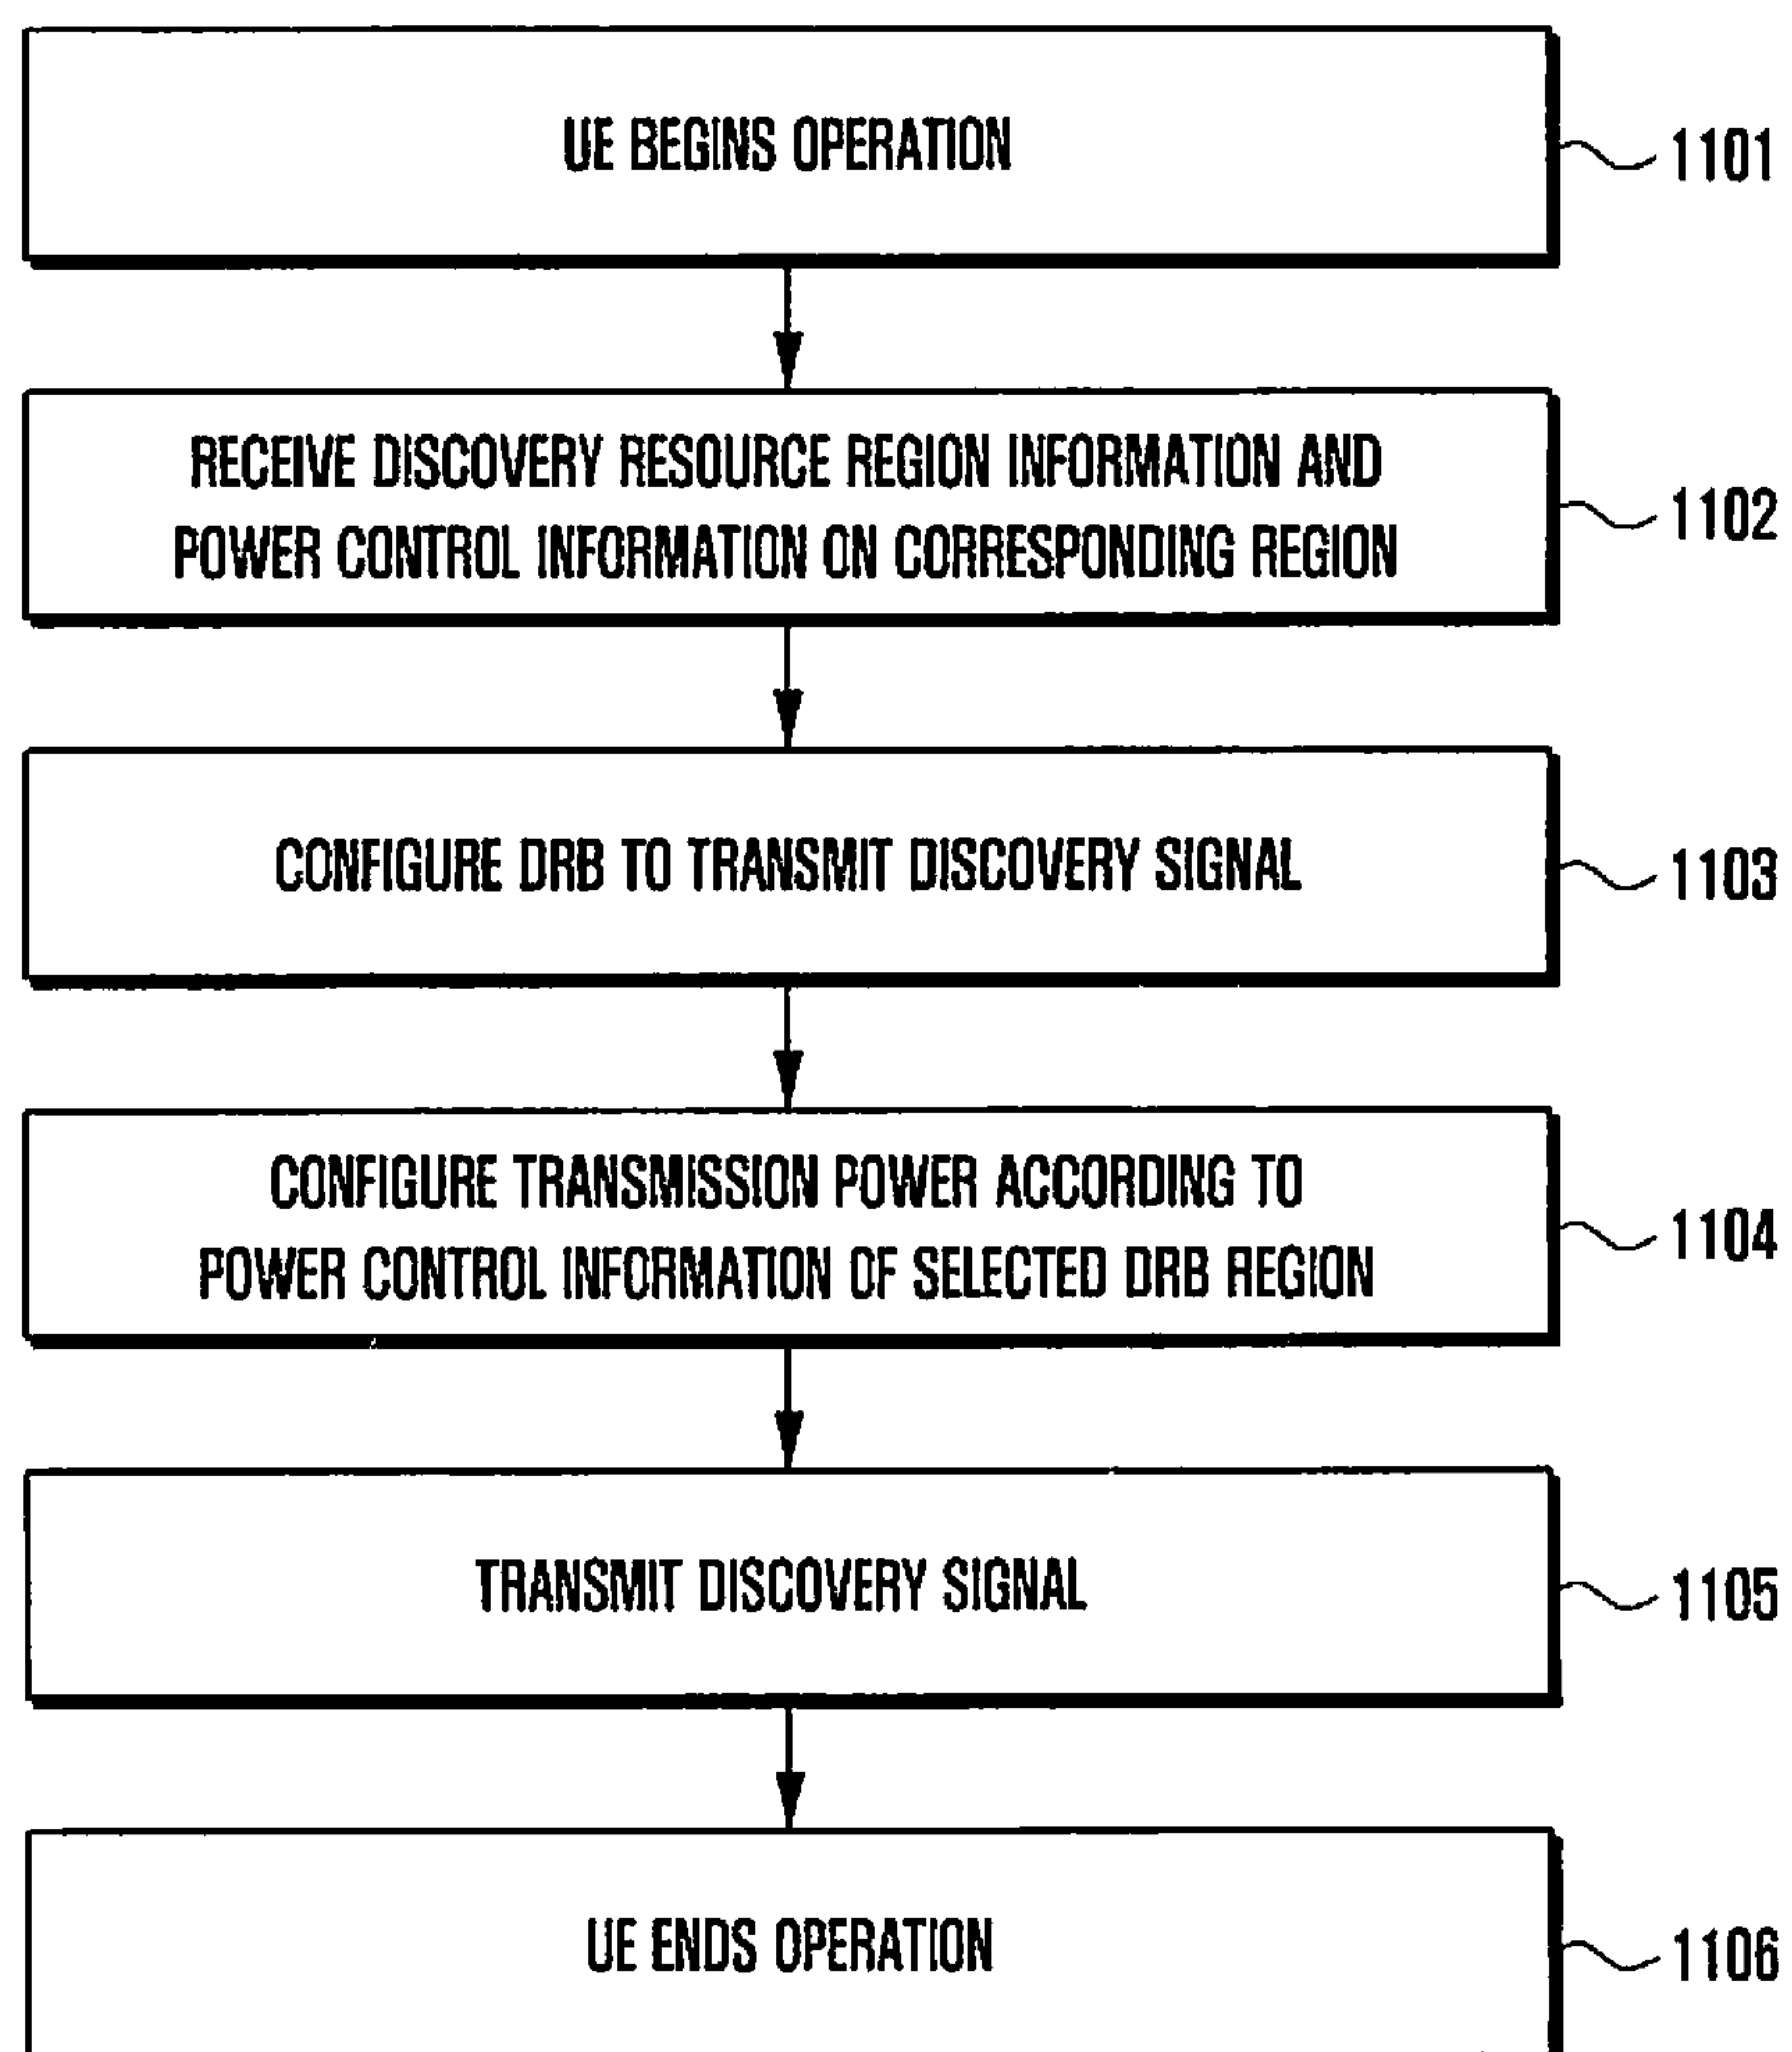 UE BEGINS OPERATION
1101
RECEIVE DISCOVERY RESOURCE REGION INFORMATION AND
POWER CONTROL INFORMATION ON CORRESPONDING REGION
1102
CONFIGURE DRB TO TRANSMIT DISCOVERY SIGNAL
1103
CONFIGURE TRANSMISSION POWER ACCORDING TO
POWER CONTROL INFORMATION OF SELECTED DRB REGION
1104
TRANSMIT DISCOVERY SIGNAL
1105
UE ENDS OPERATION
1106